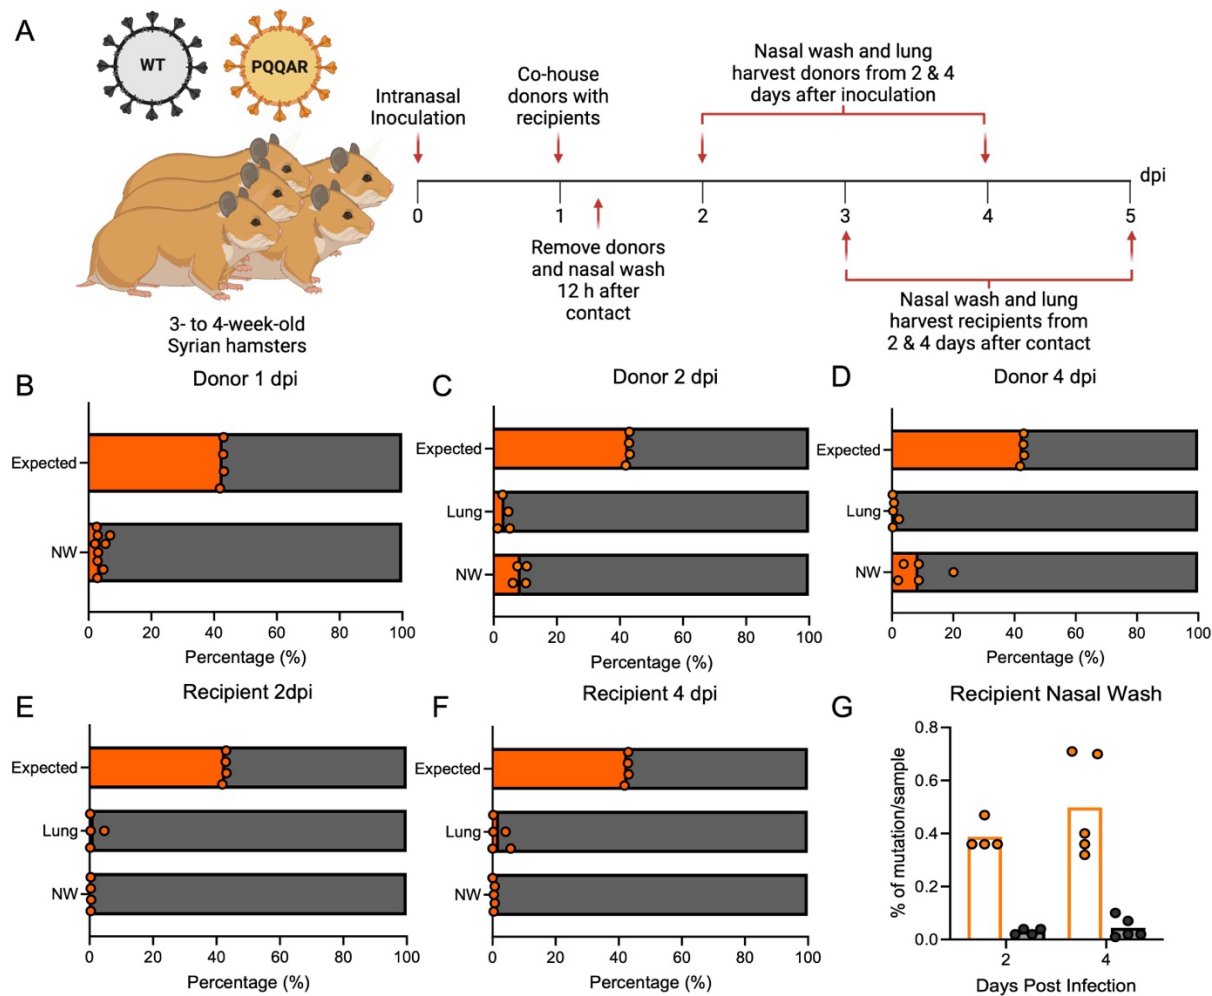 A
WT
PQQAR
3- to 4-week-old
Syrian hamsters
Intranasal
Inoculation
Co-house
donors with
recipients
Nasal wash and lung
harvest donors from 2 & 4
days after inoculation
dpi
0
1
2
3
4
5
Remove donors
and nasal wash
12 h after
contact
Nasal wash and lung
harvest recipients from
2 & 4 days after contact
B
Donor 1 dpi
Expected
NW
0 20 40 60 80 100
Percentage (%)
C
Donor 2 dpi
Expected
Lung
NW
0 20 40 60 80 100
Percentage (%)
D
Donor 4 dpi
Expected
Lung
NW
0 20 40 60 80 100
Percentage (%)
E
Recipient 2dpi
Expected
Lung
NW
0 20 40 60 80 100
Percentage (%)
F
Recipient 4 dpi
Expected
Lung
NW
0 20 40 60 80 100
Percentage (%)
G
Recipient Nasal Wash
% of mutation/sample
0.8
0.6
0.4
0.2
0.0
2 4
Days Post Infection